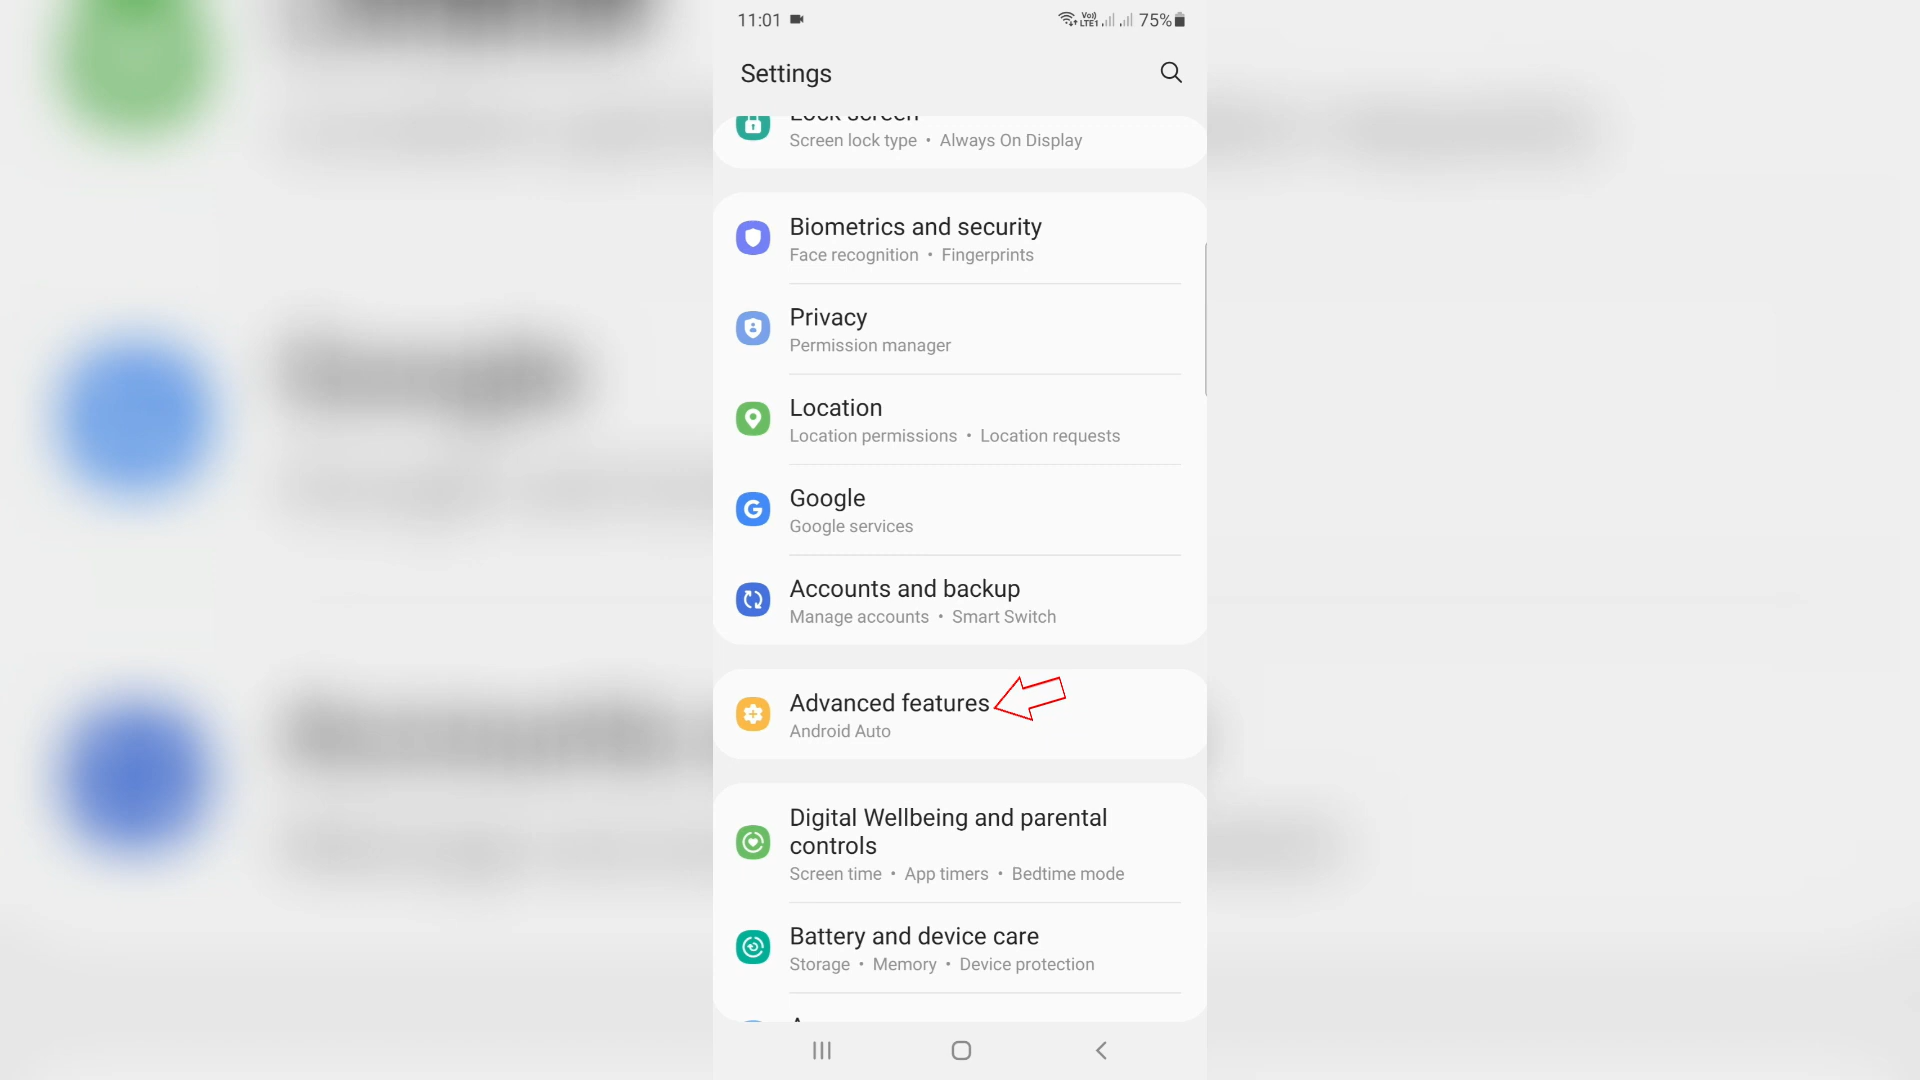 11:01 75%
Settings
Lock screen
Screen lock type • Always On Display
Biometrics and security
Face recognition • Fingerprints
Privacy
Permission manager
Location
Location permissions • Location requests
Google
Google services
Accounts and backup
Manage accounts • Smart Switch
Advanced features
Android Auto
Digital Wellbeing and parental
controls
Screen time • App timers • Bedtime mode
Battery and device care
Storage • Memory • Device protection